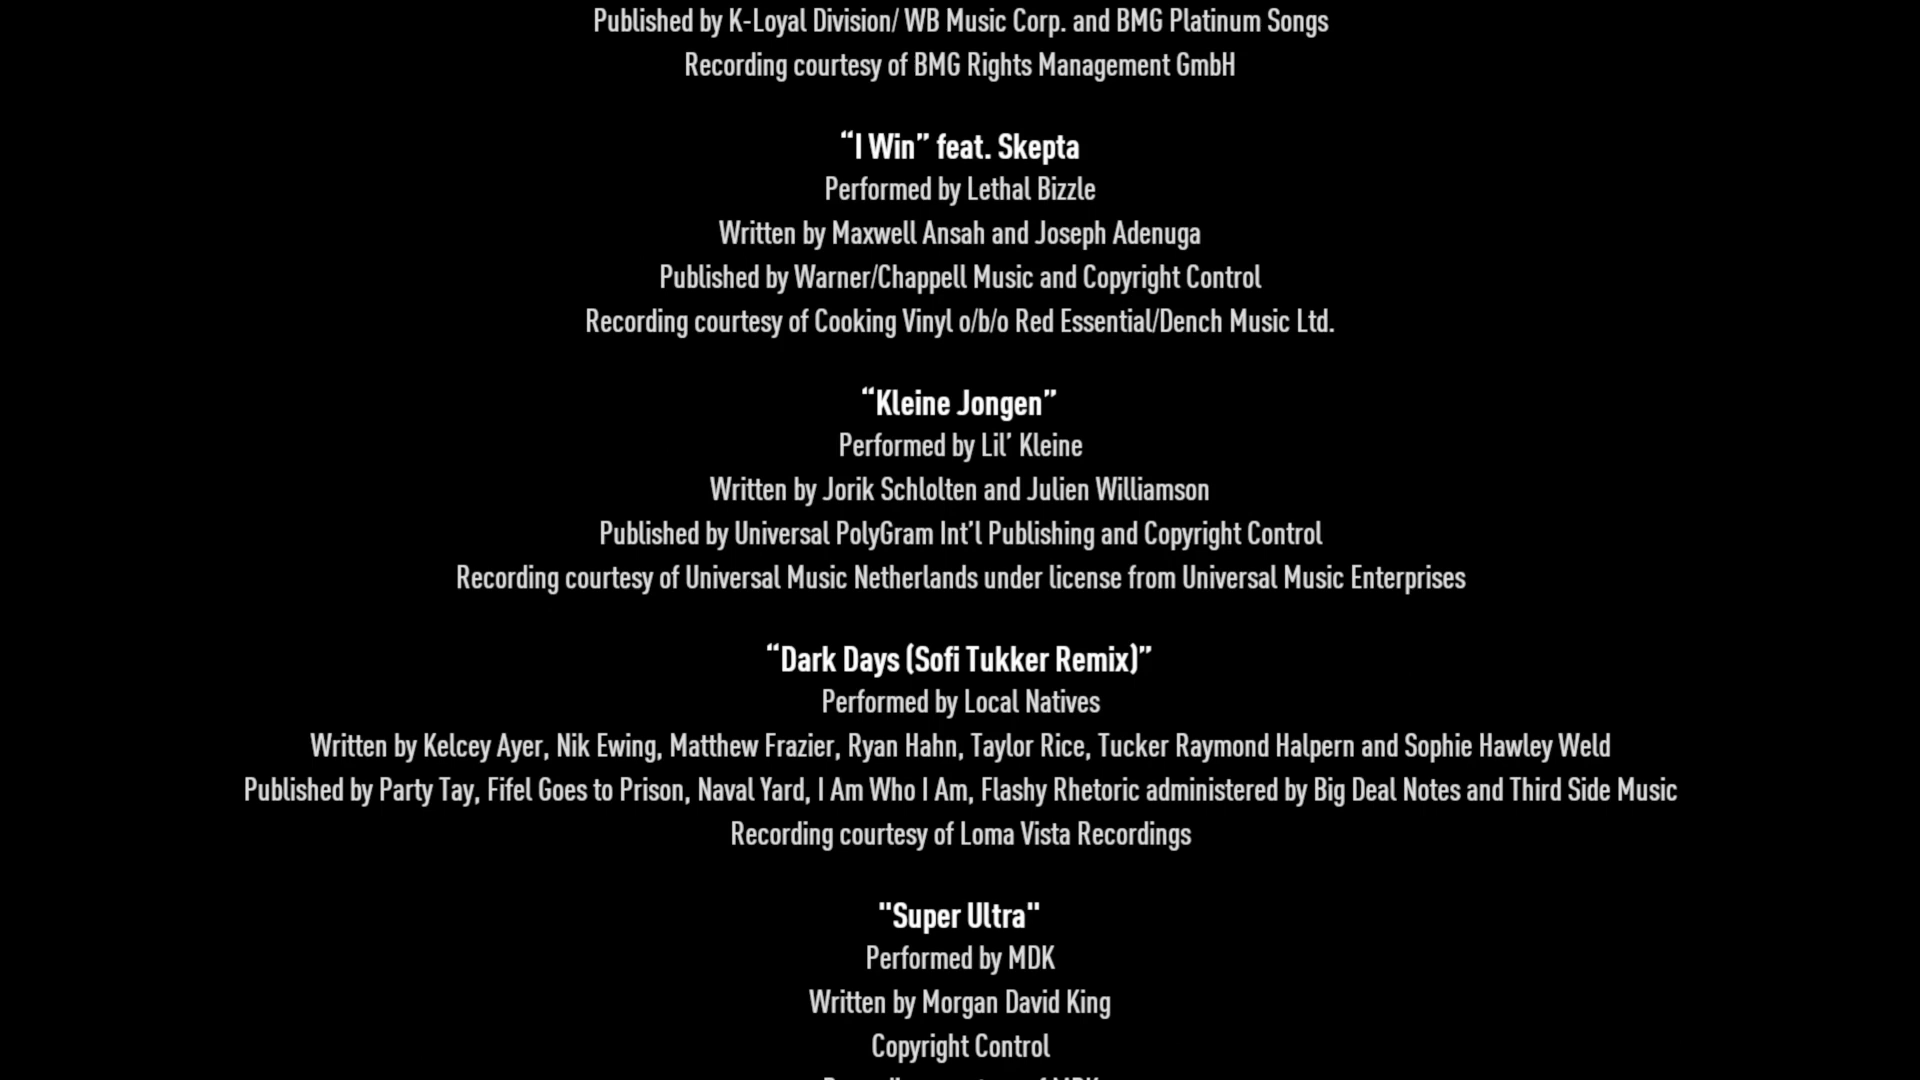 Published by K-Loyal Division/ WB Music Corp. and BMG Platinum Songs
Recording courtesy of BMG Rights Management GmbH
“I Win” feat. Skepta
Performed by Lethal Bizzle
Written by Maxwell Ansah and Joseph Adenuga
Published by Warner/Chappell Music and Copyright Control
Recording courtesy of Cooking Vinyl o/b/o Red Essential/Dench Music Ltd.
“Kleine Jongen”
Performed by Lil’ Kleine
Written by Jorik Schlolten and Julien Williamson
Published by Universal PolyGram Int’l Publishing and Copyright Control
Recording courtesy of Universal Music Netherlands under license from Universal Music Enterprises
“Dark Days (Sofi Tukker Remix)”
Performed by Local Natives
Written by Kelcey Ayer, Nik Ewing, Matthew Frazier, Ryan Hahn, Taylor Rice, Tucker Raymond Halpern and Sophie Hawley Weld
Published by Party Tay, Fifel Goes to Prison, Naval Yard, I Am Who I Am, Flashy Rhetoric administered by Big Deal Notes and Third Side Music
Recording courtesy of Loma Vista Recordings
"Super Ultra"
Performed by MDK
Written by Morgan David King
Copyright Control